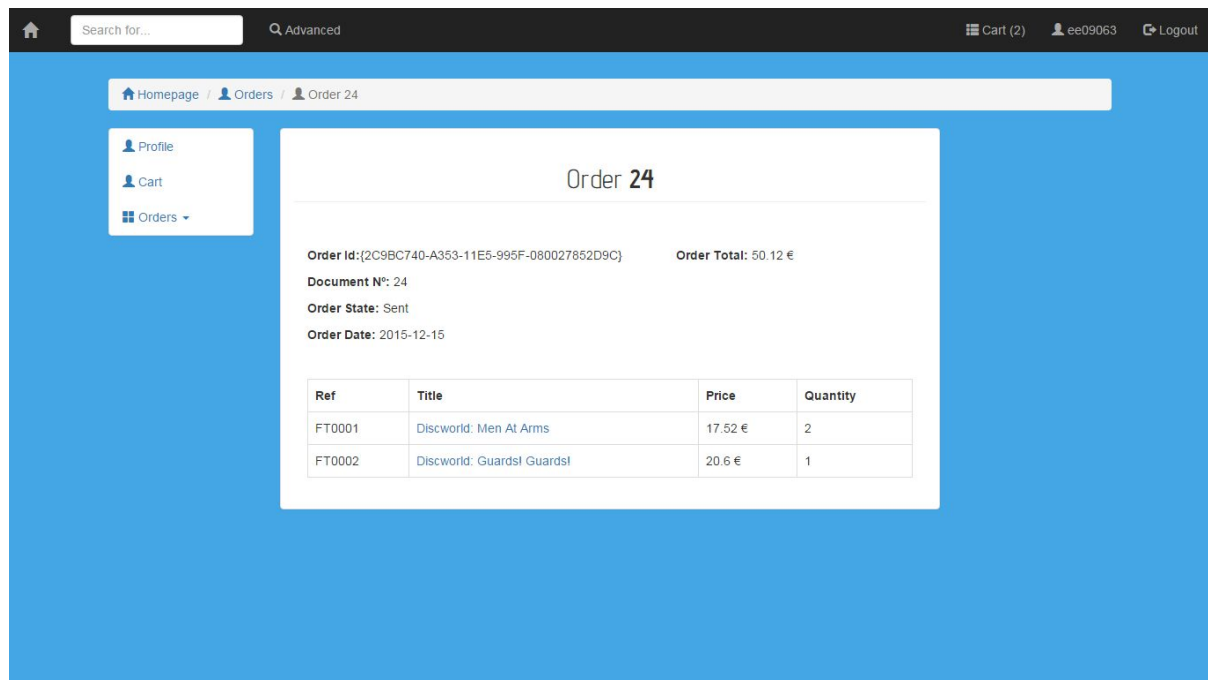 Search for... Advanced Cart (2) ee09063 Logout
Homepage / Orders / Order 24
Profile
Cart
Orders
Order 24
Order Id:{2C9BC740-A353-11E5-995F-080027852D9C} Order Total: 50.12 €
Document Nº: 24
Order State: Sent
Order Date: 2015-12-15
Ref Title Price Quantity
FT0001 Discworld: Men At Arms 17.52 € 2
FT0002 Discworld: Guards! Guards! 20.6 € 1